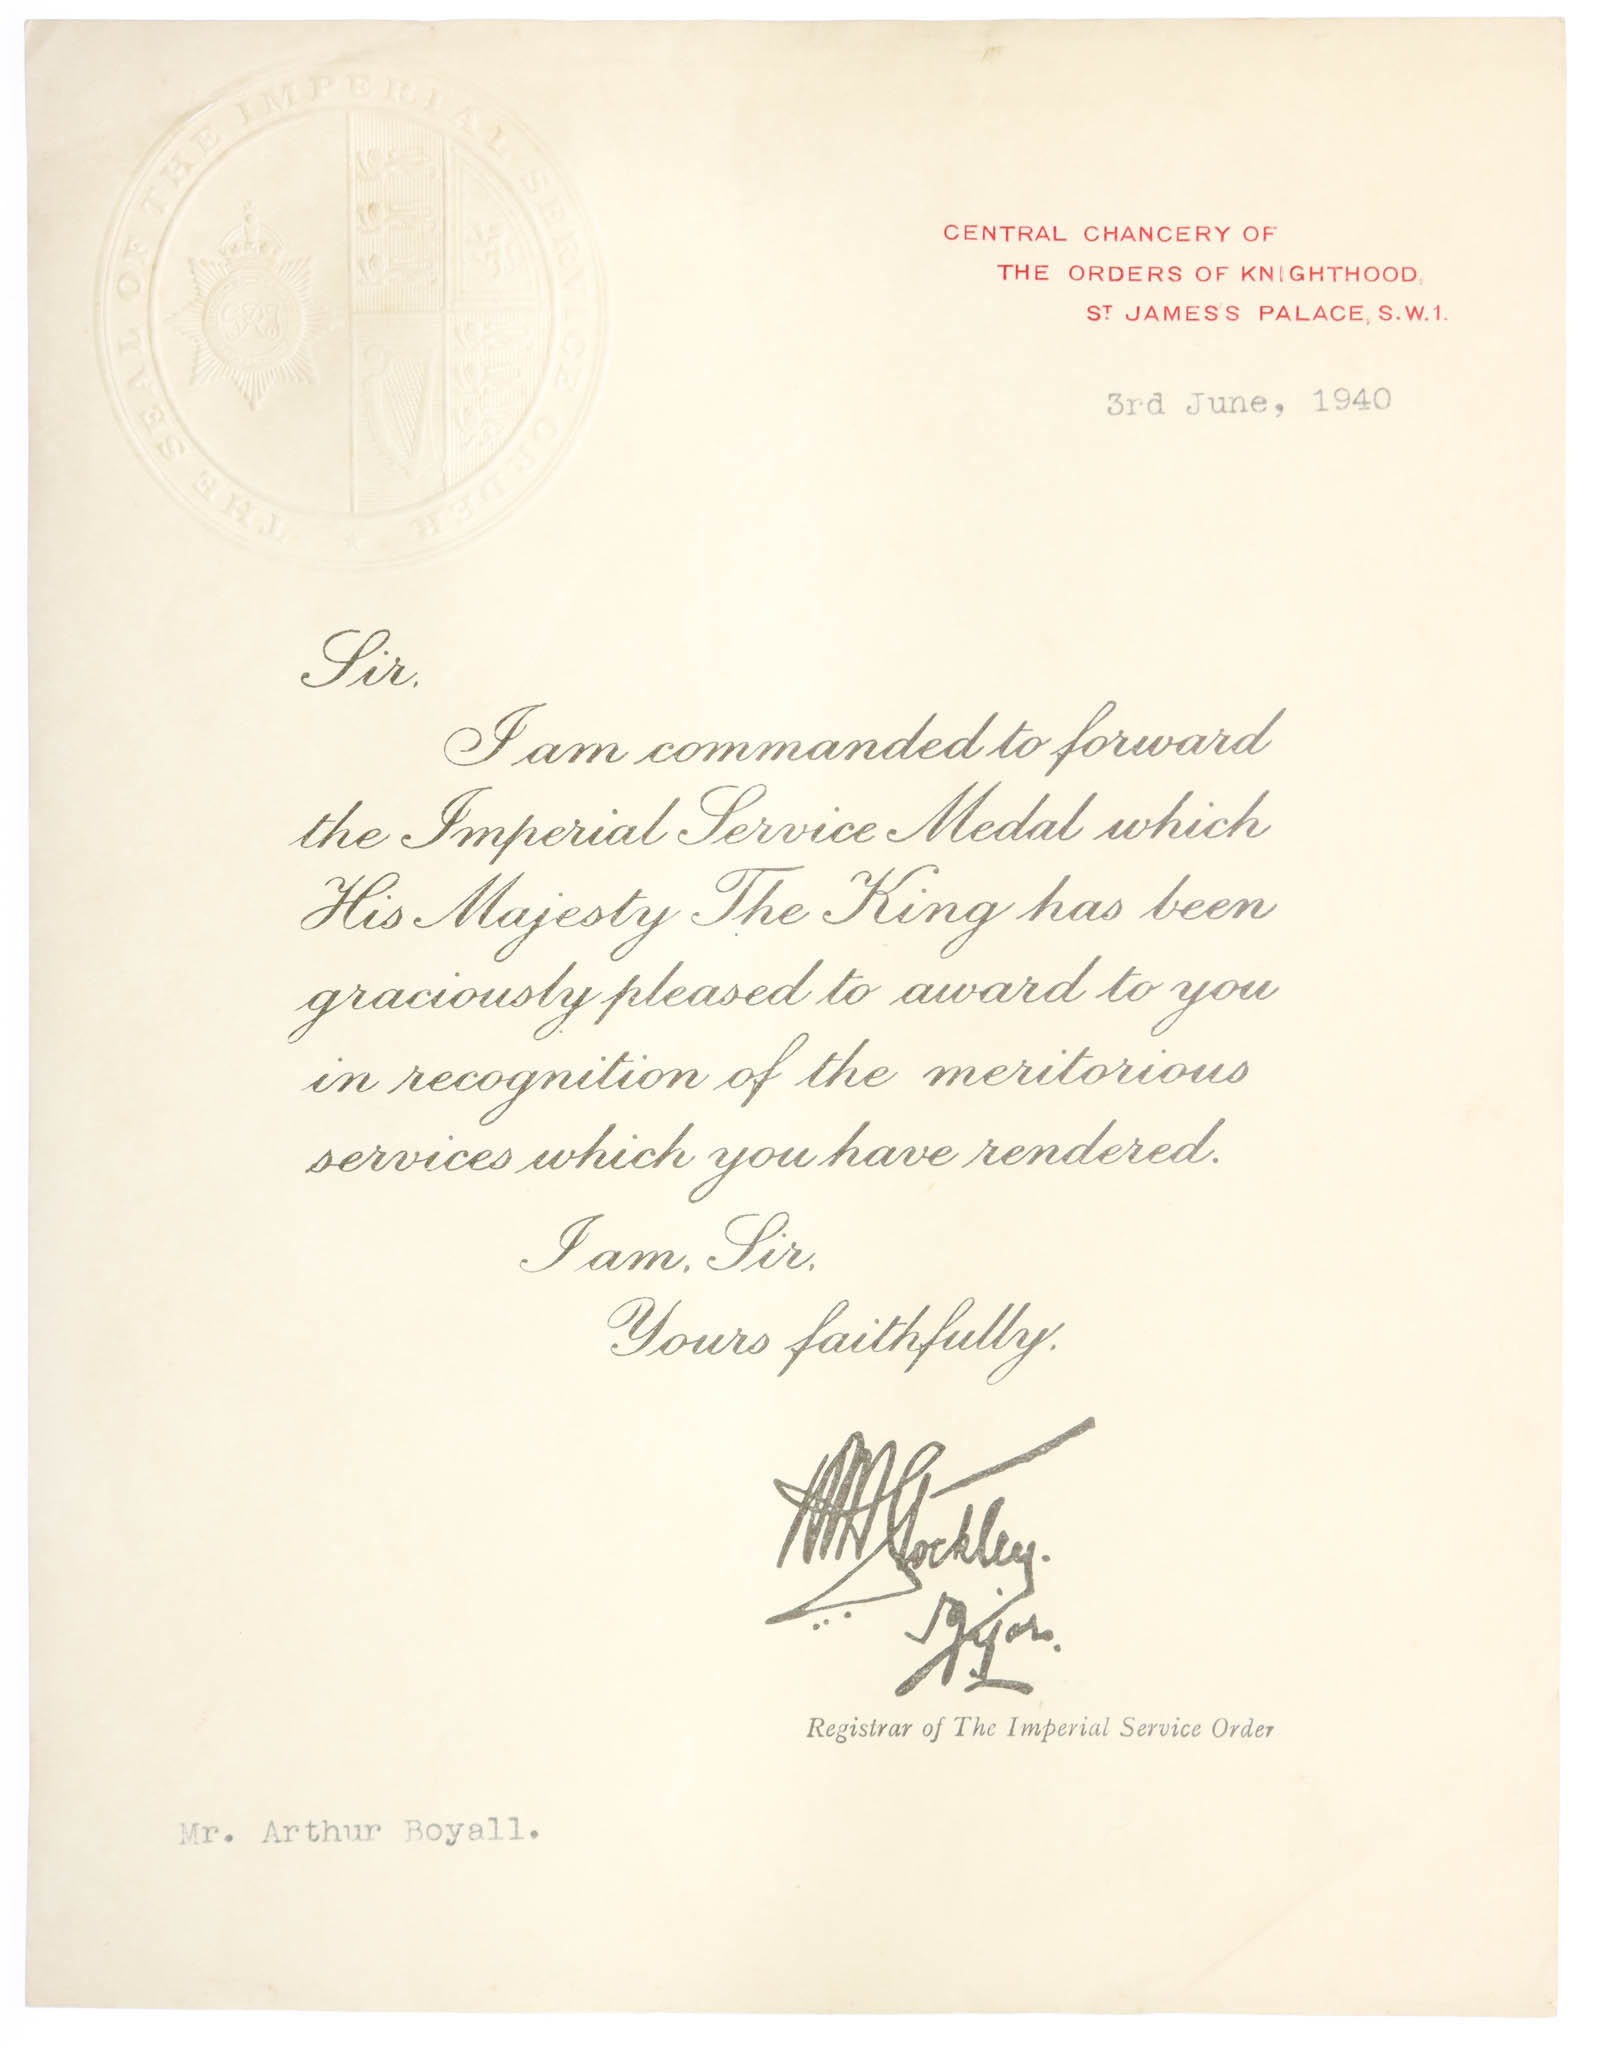 THE SEAL OF THE IMPERIAL SERVICE ORDER
CENTRAL CHANCERY OF
THE ORDERS OF KNIGHTHOOD,
ST JAMES'S PALACE, S.W.1.
3rd June, 1940
Sir,
I am commanded to forward
the Imperial Service Medal which
His Majesty The King has been
graciously pleased to award to you
in recognition of the meritorious
services which you have rendered.
I am, Sir,
Yours faithfully,
Stockley.
Major.
Registrar of The Imperial Service Order
Mr. Arthur Boyall.